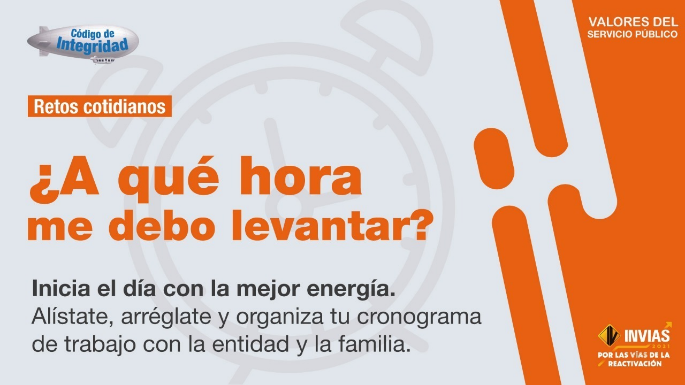 Código de
Integridad
VALORES DEL
SERVICIO PÚBLICO
Retos cotidianos
¿A qué hora
me debo levantar?
Inicia el día con la mejor energía.
Alístate, arréglate y organiza tu cronograma
de trabajo con la entidad y la familia.
INVIAS
2021
POR LAS VÍAS DE LA
REACTIVACIÓN